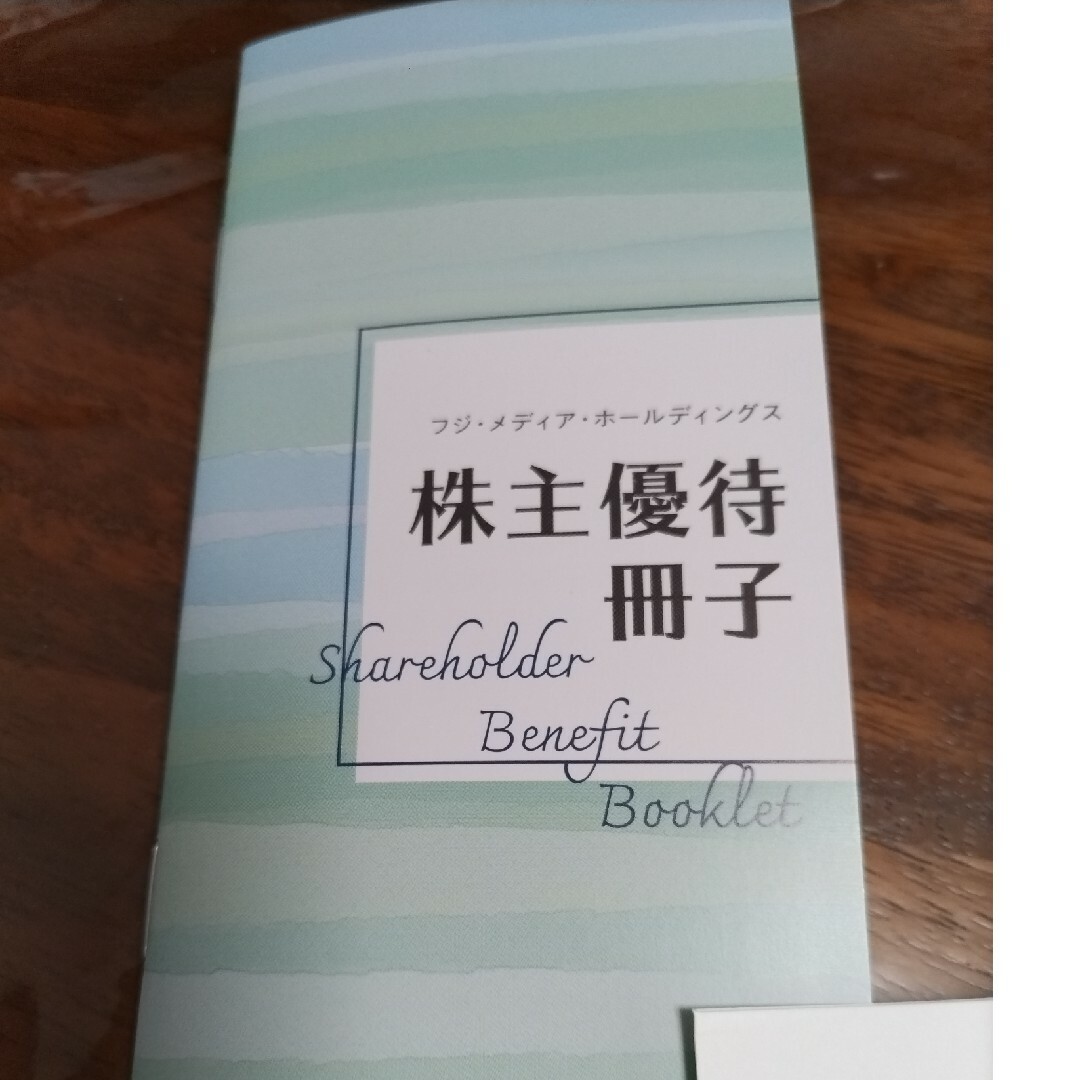 フジ・メディア・ホールディングス
株主優待
冊子
Shareholder
Benefit
Booklet